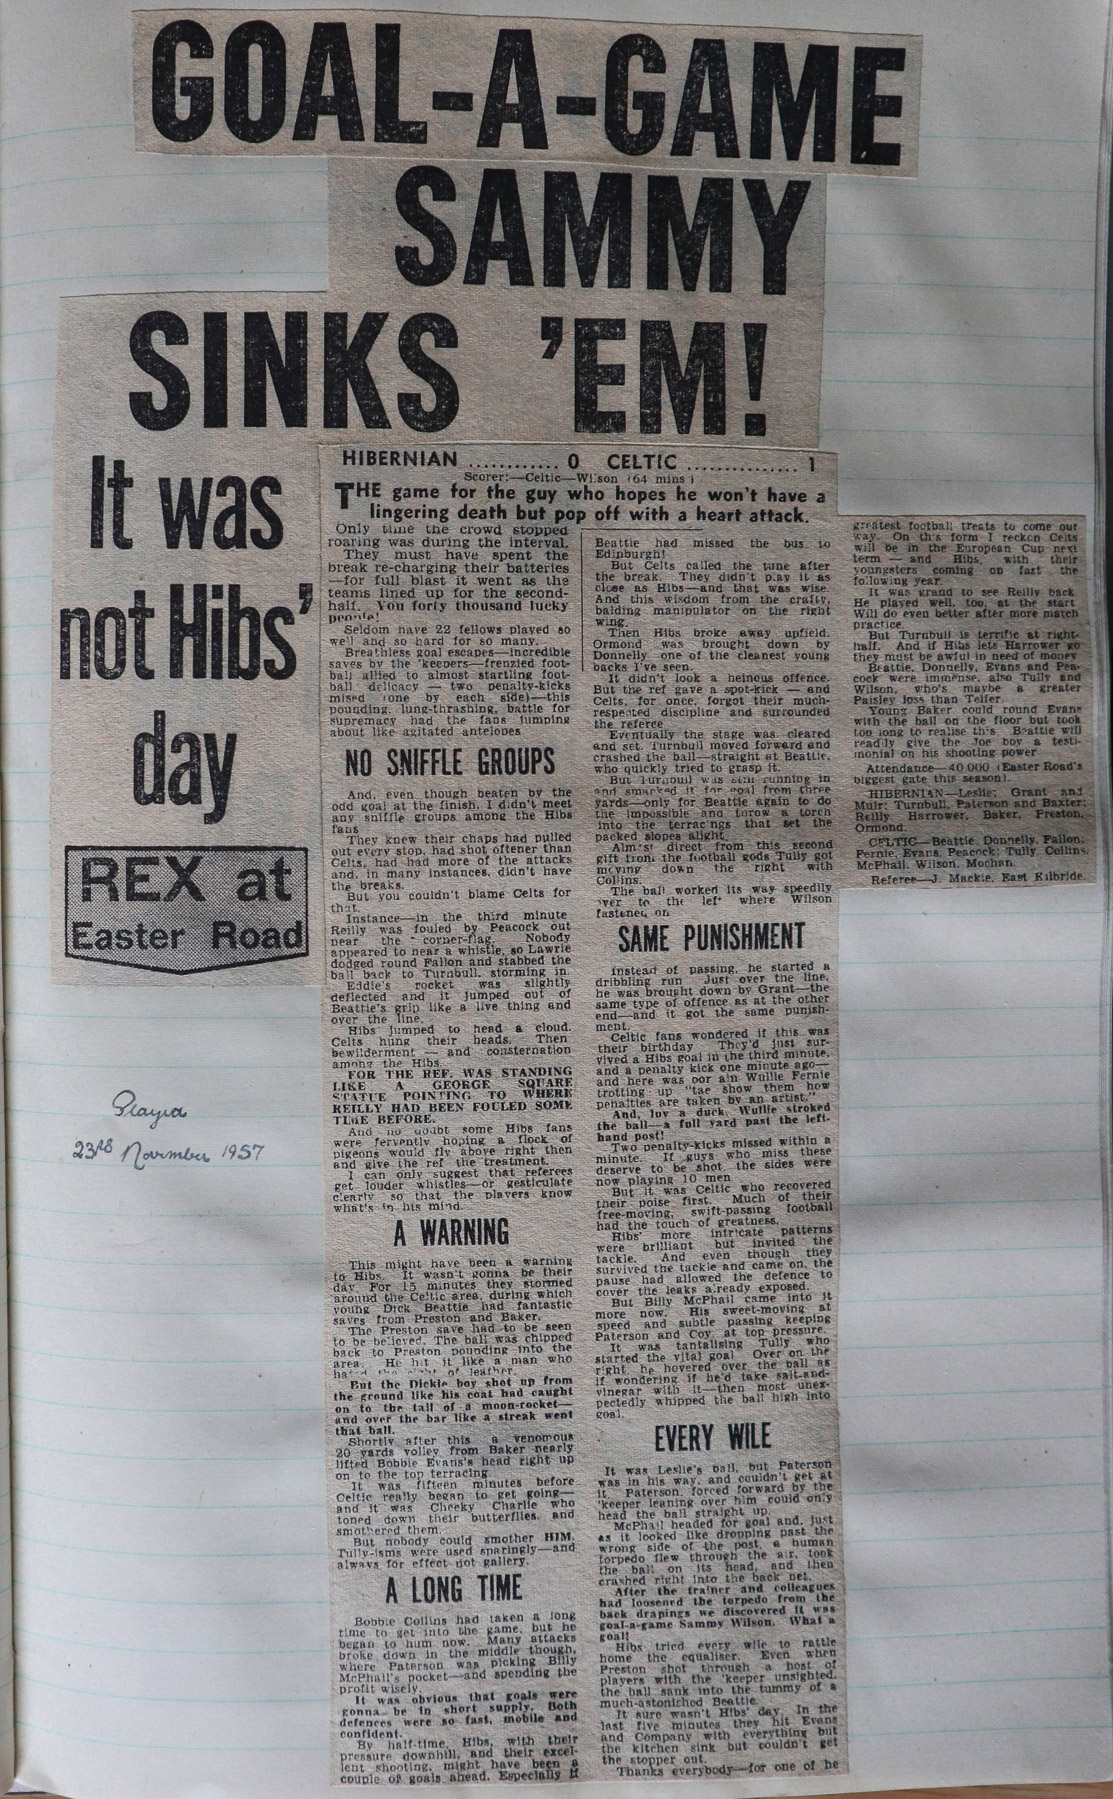 GOAL-A-GAME
SAMMY
SINKS 'EM!
It was
not Hibs'
day
REX at
Easter Road
Played
23RD November 1957
HIBERNIAN ............ 0 CELTIC ............... 1
Scorer:—Celtic—Wilson (64 mins )
THE game for the guy who hopes he won't have a
lingering death but pop off with a heart attack.
Only time the crowd stopped
roaring was during the interval.
They must have spent the
break re-charging their batteries
—for full blast it went as the
teams lined up for the second-
half. You forty thousand lucky
people!
Seldom have 22 fellows played so
well and so hard for so many.
Breathless goal escapes—incredible
saves by the 'keepers—frenzied foot-
ball allied to almost startling foot-
ball delicacy — two penalty-kicks
mised (one by each side)—this
pounding, lung-thrashing, battle for
supremacy had the fans jumping
about like agitated antelopes
NO SNIFFLE GROUPS
And, even though beaten by the
odd goal at the finish, I didn't meet
any sniffle groups among the Hibs
fans
They knew their chaps had pulled
out every stop, had shot oftener than
Celts, had had more of the attacks
and, in many instances, didn't have
the breaks.
But you couldn't blame Celts for
that.
Instance—in the third minute
Reilly was fouled by Peacock out
near the corner-flag. Nobody
appeared to near a whistle, so Lawrie
dodged round Fallon and stabbed the
ball back to Turnbull, storming in.
Eddie's rocket was slightly
deflected and it jumped out of
Beattie's grip like a live thing and
over the line.
Hibs jumped to head a cloud.
Celts hung their heads. Then
bewilderment — and consternation
among the Hibs.
FOR THE REF. WAS STANDING
LIKE A GEORGE SQUARE
STATUE POINTING TO WHERE
REILLY HAD BEEN FOULED SOME
TIME BEFORE.
And no doubt some Hibs fans
were fervently hoping a flock of
pigeons would fly above right then
and give the ref the treatment.
I can only suggest that referees
get louder whistles—or gesticulate
clearly so that the players know
what's in his mind.
A WARNING
This might have been a warning
to Hibs. It wasn't gonna be their
day. For 15 minutes they stormed
around the Celtic area, during which
young Dick Beattie had fantastic
saves from Preston and Baker.
The Preston save had to be seen
to be believed. The ball was chipped
back to Preston pounding into the
area. He hit it like a man who
hated the sight of leather.
But the Dickie boy shot up from
the ground like his coat had caught
on to the tail of a moon-rocket—
and over the bar like a streak went
that ball.
Shortly after this a venomous
20 yards volley from Baker nearly
lifted Bobbie Evans's head right up
on to the top terracing.
It was fifteen minutes before
Celtic really began to get going—
and it was Cheeky Charlie who
toned down their butterflies, and
smothered them.
But nobody could smother HIM.
Tully-isms were used sparingly—and
always for effect not gallery.
A LONG TIME
Bobbie Collins had taken a long
time to get into the game, but he
began to hum now. Many attacks
broke down in the middle though,
where Paterson was picking Billy
McPhail's pocket—and spending the
profit wisely.
It was obvious that goals were
gonna be in short supply. Both
defences were so fast, mobile and
confident.
By half-time, Hibs, with their
pressure downhill, and their excel-
lent shooting, might have been a
couple of goals ahead. Especially if
Beattie had missed the bus to
Edinburgh!
But Celts called the tune after
the break. They didn't play it as
close as Hibs—and that was wise.
And this wisdom from the crafty,
balding manipulator on the right
wing.
Then Hibs broke away upfield.
Ormond was brought down by
Donnelly—one of the cleanest young
backs I've seen.
It didn't look a heinous offence.
But the ref gave a spot-kick — and
Celts, for once, forgot their much-
respected discipline and surrounded
the referee
Eventually the stage was cleared
and set. Turnbull moved forward and
crashed the ball—straight at Beattie,
who quickly tried to grasp it.
But Turnbull was still running in
and smacked it for goal from three
yards—only for Beattie again to do
the impossible and throw a torch
into the terracings that set the
packed slopes alight.
Almost direct from this second
gift from the football gods Tully got
moving down the right with
Collins.
The ball worked its way speedily
over to the left where Wilson
fastened on
SAME PUNISHMENT
Instead of passing, he started a
dribbling run Just over the line,
he was brought down by Grant—the
same type of offence as at the other
end—and it got the same punish-
ment.
Celtic fans wondered if this was
their birthday They'd just sur-
vived a Hibs goal in the third minute,
and a penalty kick one minute ago—
and here was oor ain Wullie Fernie
trotting up "tae show them how
penalties are taken by an artist."
And, luv a duck, Wullie stroked
the ball—a full yard past the left-
hand post!
Two penalty-kicks missed within a
minute. If guys who miss these
deserve to be shot, the sides were
now playing 10 men
But it was Celtic who recovered
their poise first. Much of their
free-moving, swift-passing football
had the touch of greatness.
Hibs' more intricate patterns
were brilliant but invited the
tackle. And even though they
survived the tackle and came on, the
pause had allowed the defence to
cover the leaks already exposed.
But Billy McPhail came into it
more now. His sweet-moving at
speed and subtle passing keeping
Paterson and Coy. at top pressure.
It was tantalising Tully who
started the vital goal Over on the
right, he hovered over the ball as
if wondering if he'd take salt-and-
vinegar with it—then most unex-
pectedly whipped the ball high into
goal.
EVERY WILE
It was Leslie's ball, but Paterson
was in his way, and couldn't get at
it. Paterson, forced forward by the
'keeper leaning over him could only
head the ball straight up.
McPhail headed for goal and, just
as it looked like dropping past the
wrong side of the post, a human
torpedo flew through the air, took
the ball on its head, and then
crashed right into the back net.
After the trainer and colleagues
had loosened the torpedo from the
back drapings we discovered it was
goal-a-game Sammy Wilson. What a
goal!
Hibs tried every wile to rattle
home the equaliser. Even when
Preston shot through a host of
players with the 'keeper unsighted,
the ball sank into the tummy of a
much-astonished Beattie.
It sure wasn't Hibs' day. In the
last five minutes they hit Evans
and Company with everything but
the kitchen sink but couldn't get
the stopper out.
Thanks everybody—for one of he
greatest football treats to come our
way. On this form I reckon Celts
will be in the European Cup next
term — and Hibs, with their
youngsters coming on fast the
following year.
It was grand to see Reilly back.
He played well, too, at the start
Will do even better after more match
practice.
But Turnbull is terrific at right-
half. And if Hibs lets Harrower go
they must be awful in need of money
Beattie, Donnelly, Evans and Pea-
cock were immense, also Tully and
Wilson, who's maybe a greater
Paisley loss than Telfer.
Young Baker could round Evans
with the ball on the floor but took
too long to realise this Beattie will
readily give the Joe boy a testi-
monial on his shooting power
Attendance—40,000 (Easter Road's
biggest gate this season).
HIBERNIAN—Leslie; Grant and
Muir; Turnbull, Paterson and Baxter;
Reilly Harrower, Baker, Preston,
Ormond.
CELTIC—Beattie, Donnelly, Fallon,
Fernie, Evans, Peacock; Tully, Collins,
McPhail, Wilson, Mochan.
Referee—J. Mackie, East Kilbride.